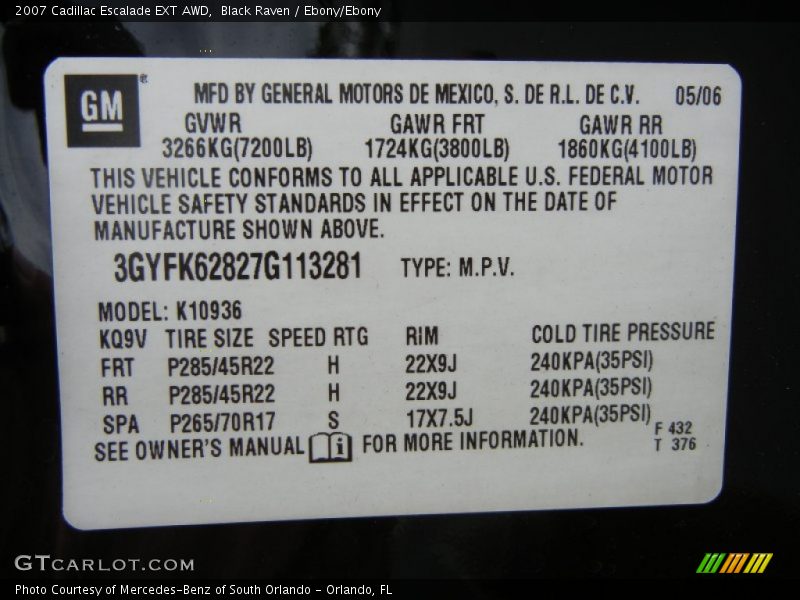 2007 Cadillac Escalade EXT AWD, Black Raven / Ebony/Ebony
GM ® MFD BY GENERAL MOTORS DE MEXICO, S. DE R.L. DE C.V. 05/06
GVWR GAWR FRT GAWR RR
3266KG(7200LB) 1724KG(3800LB) 1860KG(4100LB)
THIS VEHICLE CONFORMS TO ALL APPLICABLE U.S. FEDERAL MOTOR
VEHICLE SAFETY STANDARDS IN EFFECT ON THE DATE OF
MANUFACTURE SHOWN ABOVE.
3GYFK62827G113281 TYPE: M.P.V.
MODEL: K10936
KQ9V TIRE SIZE SPEED RTG RIM COLD TIRE PRESSURE
FRT P285/45R22 H 22X9J 240KPA(35PSI)
RR P285/45R22 H 22X9J 240KPA(35PSI)
SPA P265/70R17 S 17X7.5J 240KPA(35PSI)
SEE OWNER'S MANUAL i FOR MORE INFORMATION.
F 432
T 376
GTCARLOT.COM
Photo Courtesy of Mercedes-Benz of South Orlando - Orlando, FL